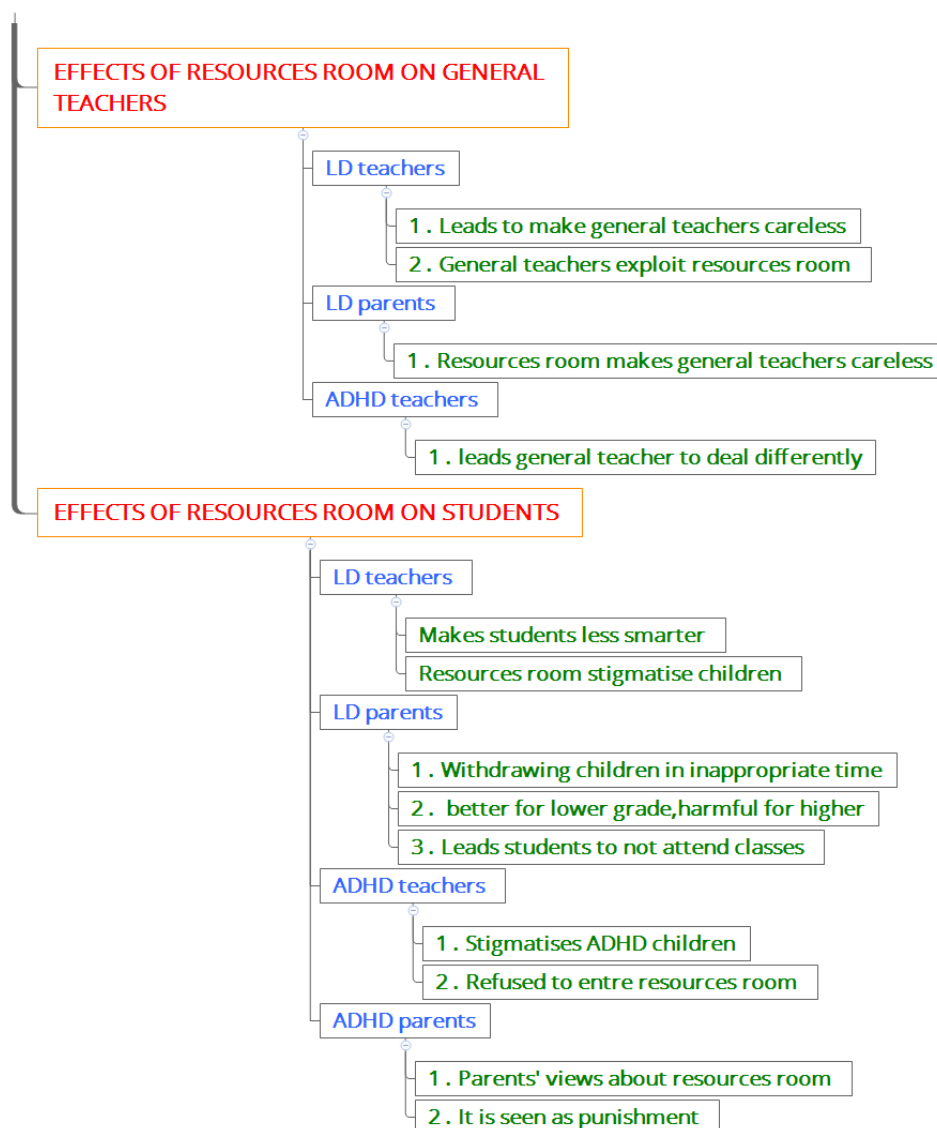 EFFECTS OF RESOURCES ROOM ON GENERAL
TEACHERS
LD teachers
1 . Leads to make general teachers careless
2 . General teachers exploit resources room
LD parents
1 . Resources room makes general teachers careless
ADHD teachers
1 . leads general teacher to deal differently
EFFECTS OF RESOURCES ROOM ON STUDENTS
LD teachers
Makes students less smarter
Resources room stigmatise children
LD parents
1 . Withdrawing children in inappropriate time
2 .  better for lower grade,harmful for higher
3 . Leads students to not attend classes
ADHD teachers
1 . Stigmatises ADHD children
2 . Refused to entre resources room
ADHD parents
1 . Parents' views about resources room
2 . It is seen as punishment